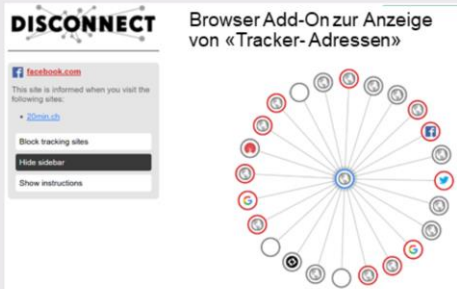 DISCONNECT
facebook.com
This site is informed when you visit the
following sites:
• 20min.ch
Block tracking sites
Hide sidebar
Show instructions
Browser Add-On zur Anzeige
von «Tracker- Adressen»